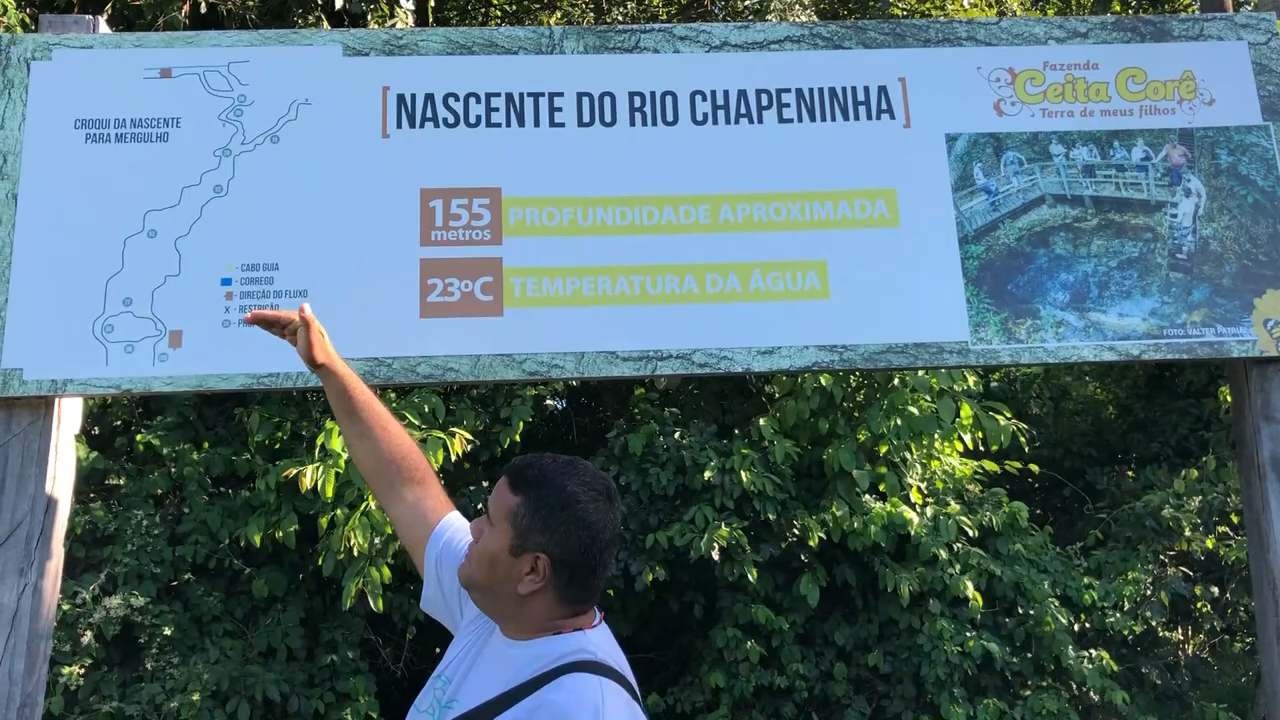 CROQUI DA NASCENTE
PARA MERGULHO
- CABO GUIA
- CORREGO
- DIREÇÃO DO FLUXO
X - RESTRIÇÃO
[NASCENTE DO RIO CHAPENINHA]
155
metros
PROFUNDIDADE APROXIMADA
23ºC
TEMPERATURA DA ÁGUA
Fazenda
Ceita Corê
Terra de meus filhos
FOTO: VALTER